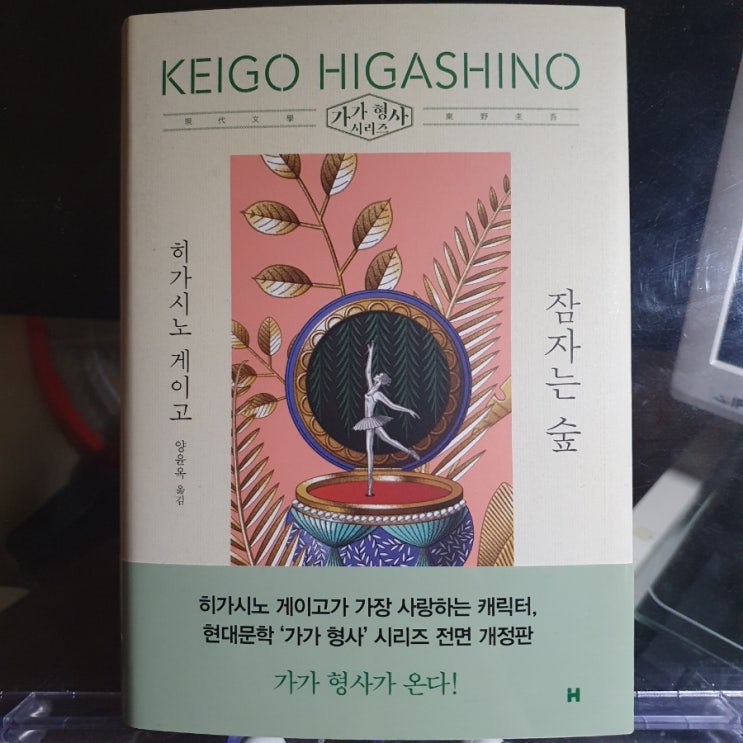 KEIGO HIGASHINO
現代文學
가가 형사
시리즈
東野圭吾
히가시노 게이고
양윤옥 옮김
잠자는 숲
히가시노 게이고가 가장 사랑하는 캐릭터,
현대문학 ‘가가 형사’ 시리즈 전면 개정판
가가 형사가 온다!
H